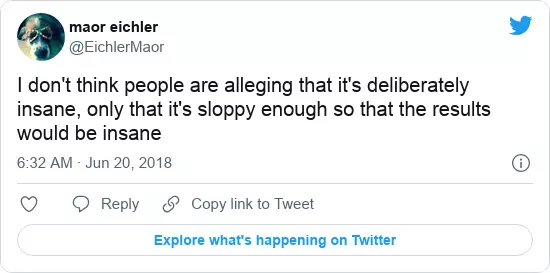 maor eichler
@EichlerMaor
I don't think people are alleging that it's deliberately
insane, only that it's sloppy enough so that the results
would be insane
6:32 AM · Jun 20, 2018
Reply
Copy link to Tweet
Explore what's happening on Twitter